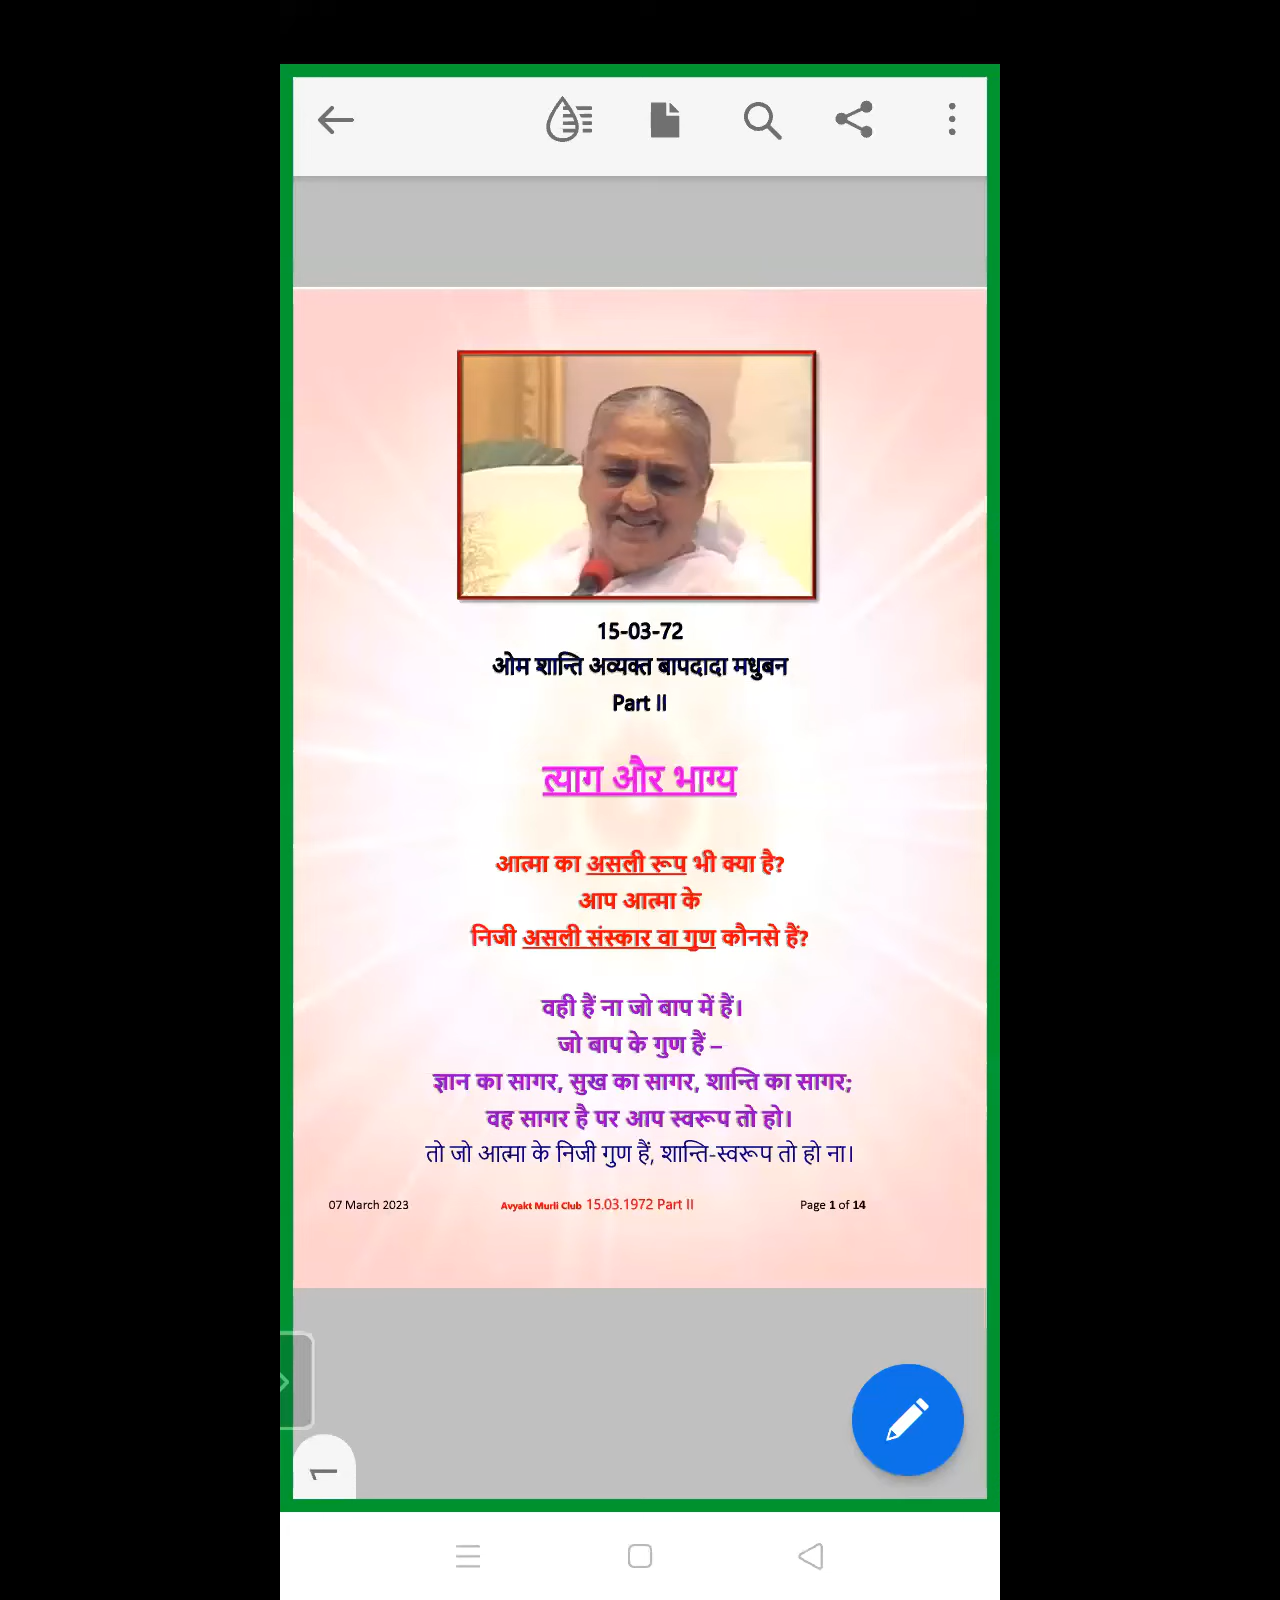 15-03-72
ओम शान्ति अव्यक्त बापदादा मधुबन
Part II
त्याग और भाग्य
आत्मा का असली रूप भी क्या है?
आप आत्मा के
निजी असली संस्कार वा गुण कौनसे हैं?
वही हैं ना जो बाप में हैं।
जो बाप के गुण हैं –
ज्ञान का सागर, सुख का सागर, शान्ति का सागर;
वह सागर है पर आप स्वरूप तो हो।
तो जो आत्मा के निजी गुण हैं, शान्ति-स्वरूप तो हो ना।
07 March 2023 Avyakt Murli Club 15.03.1972 Part II Page 1 of 14
1